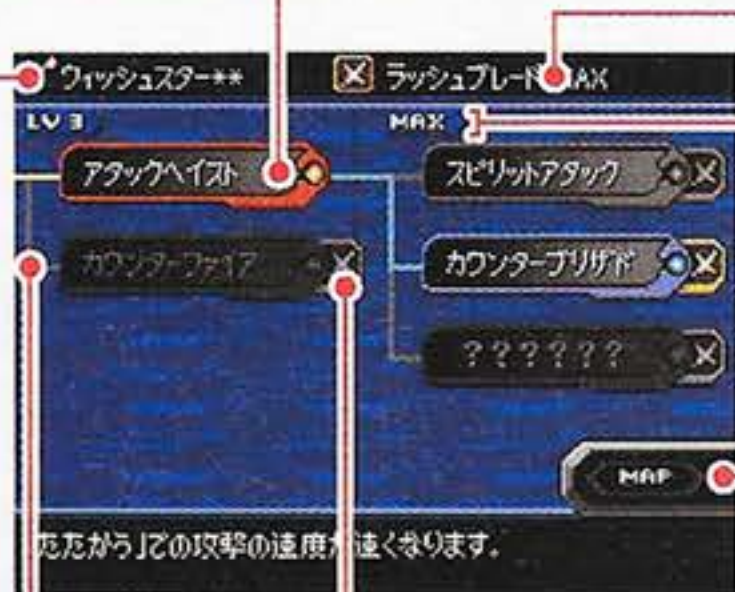 ウィッシュスター** ラッシュブレード MAX
LV 3 MAX
アタックヘイスト スピリットアタック
カウンターファイア カウンターブリザド
??????
MAP
たたかう」での攻撃の速度が速くなります。